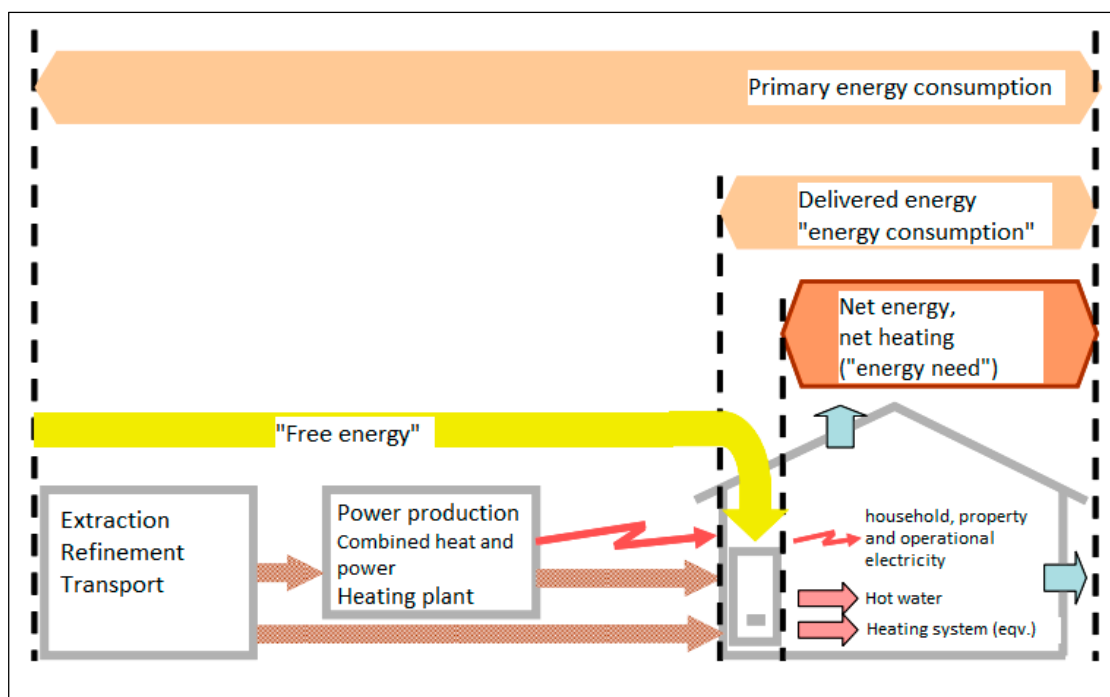 Primary energy consumption
Delivered energy
"energy consumption"
Net energy,
net heating
("energy need")
"Free energy"
Extraction
Refinement
Transport
Power production
Combined heat and
power
Heating plant
household, property
and operational
electricity
Hot water
Heating system (eqv.)